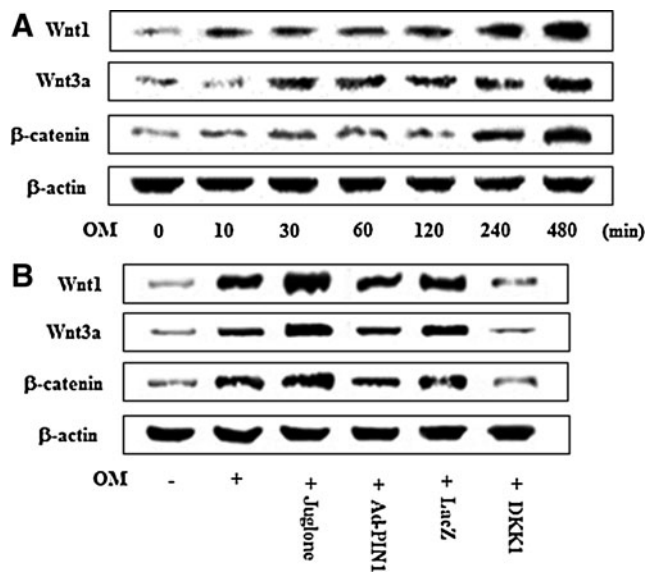 A
Wnt1
Wnt3a
β-catenin
β-actin
OM 0 10 30 60 120 240 480 (min)
B
Wnt1
Wnt3a
β-catenin
β-actin
OM - + + Juglone + Ad-PIN1 + LacZ + DKK1